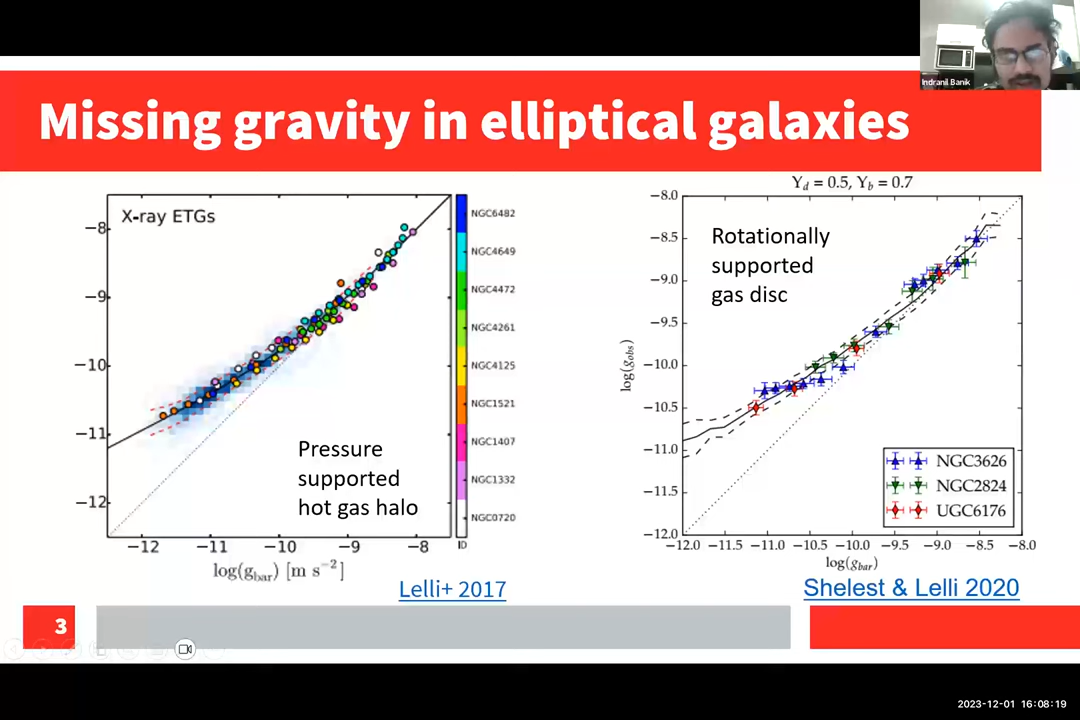 Indranil Banik
Missing gravity in elliptical galaxies
X-ray ETGs
−8
−9
−10
−11
−12
−12 −11 −10 −9 −8
log(g_bar) [m s⁻²]
Pressure
supported
hot gas halo
NGC6482
NGC4649
NGC4472
NGC4261
NGC4125
NGC1521
NGC1407
NGC1332
NGC0720
ID
Lelli+ 2017
Υ_d = 0.5, Υ_b = 0.7
Rotationally
supported
gas disc
log(g_obs)
−8.0
−8.5
−9.0
−9.5
−10.0
−10.5
−11.0
−11.5
−12.0
−12.0 −11.5 −11.0 −10.5 −10.0 −9.5 −9.0 −8.5 −8.0
log(g_bar)
NGC3626
NGC2824
UGC6176
Shelest & Lelli 2020
3
2023-12-01 16:08:19